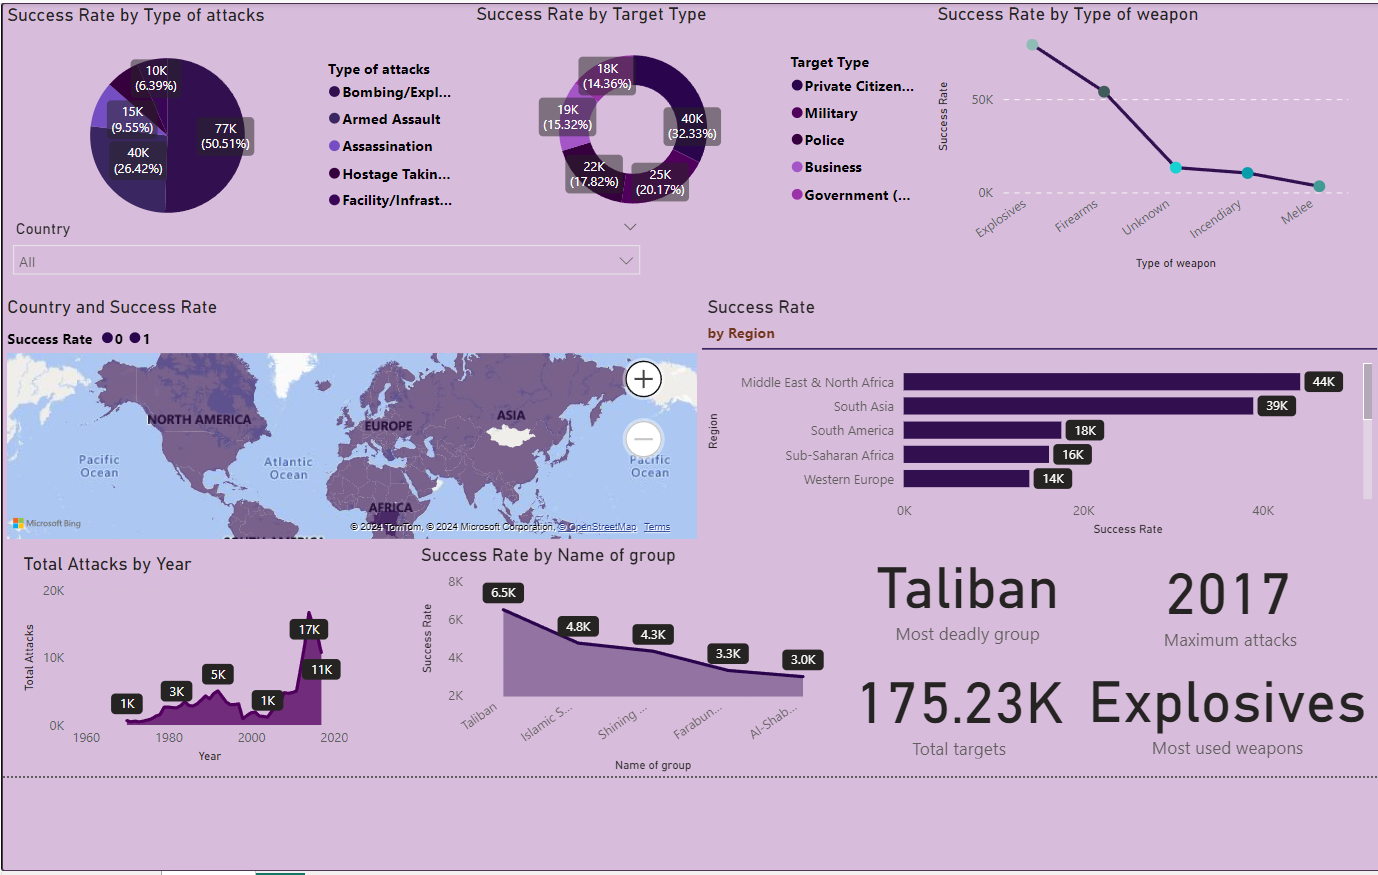 Success Rate by Type of attacks
10K
(6.39%)
15K
(9.55%)
40K
(26.42%)
77K
(50.51%)
Type of attacks
Bombing/Expl...
Armed Assault
Assassination
Hostage Takin...
Facility/Infrast...
Success Rate by Target Type
18K
(14.36%)
19K
(15.32%)
22K
(17.82%)
25K
(20.17%)
40K
(32.33%)
Target Type
Private Citizen...
Military
Police
Business
Government (...
Success Rate by Type of weapon
Success Rate
50K
0K
Explosives
Firearms
Unknown
Incendiary
Melee
Type of weapon
Country
All
Country and Success Rate
Success Rate 0 1
NORTH AMERICA
EUROPE
ASIA
Pacific
Ocean
Atlantic
Ocean
Pacific
Ocean
AFRICA
SOUTH AMERICA
Microsoft Bing
© 2024 TomTom, © 2024 Microsoft Corporation, © OpenStreetMap Terms
Success Rate
by Region
Region
Middle East & North Africa 44K
South Asia 39K
South America 18K
Sub-Saharan Africa 16K
Western Europe 14K
0K 20K 40K
Success Rate
Total Attacks by Year
Total Attacks
20K
10K
0K
1K
3K
5K
1K
17K
11K
1960 1980 2000 2020
Year
Success Rate by Name of group
Success Rate
8K
6K
4K
2K
6.5K
4.8K
4.3K
3.3K
3.0K
Taliban
Islamic S...
Shining ...
Farabun...
Al-Shab...
Name of group
Taliban
Most deadly group
2017
Maximum attacks
175.23K
Total targets
Explosives
Most used weapons